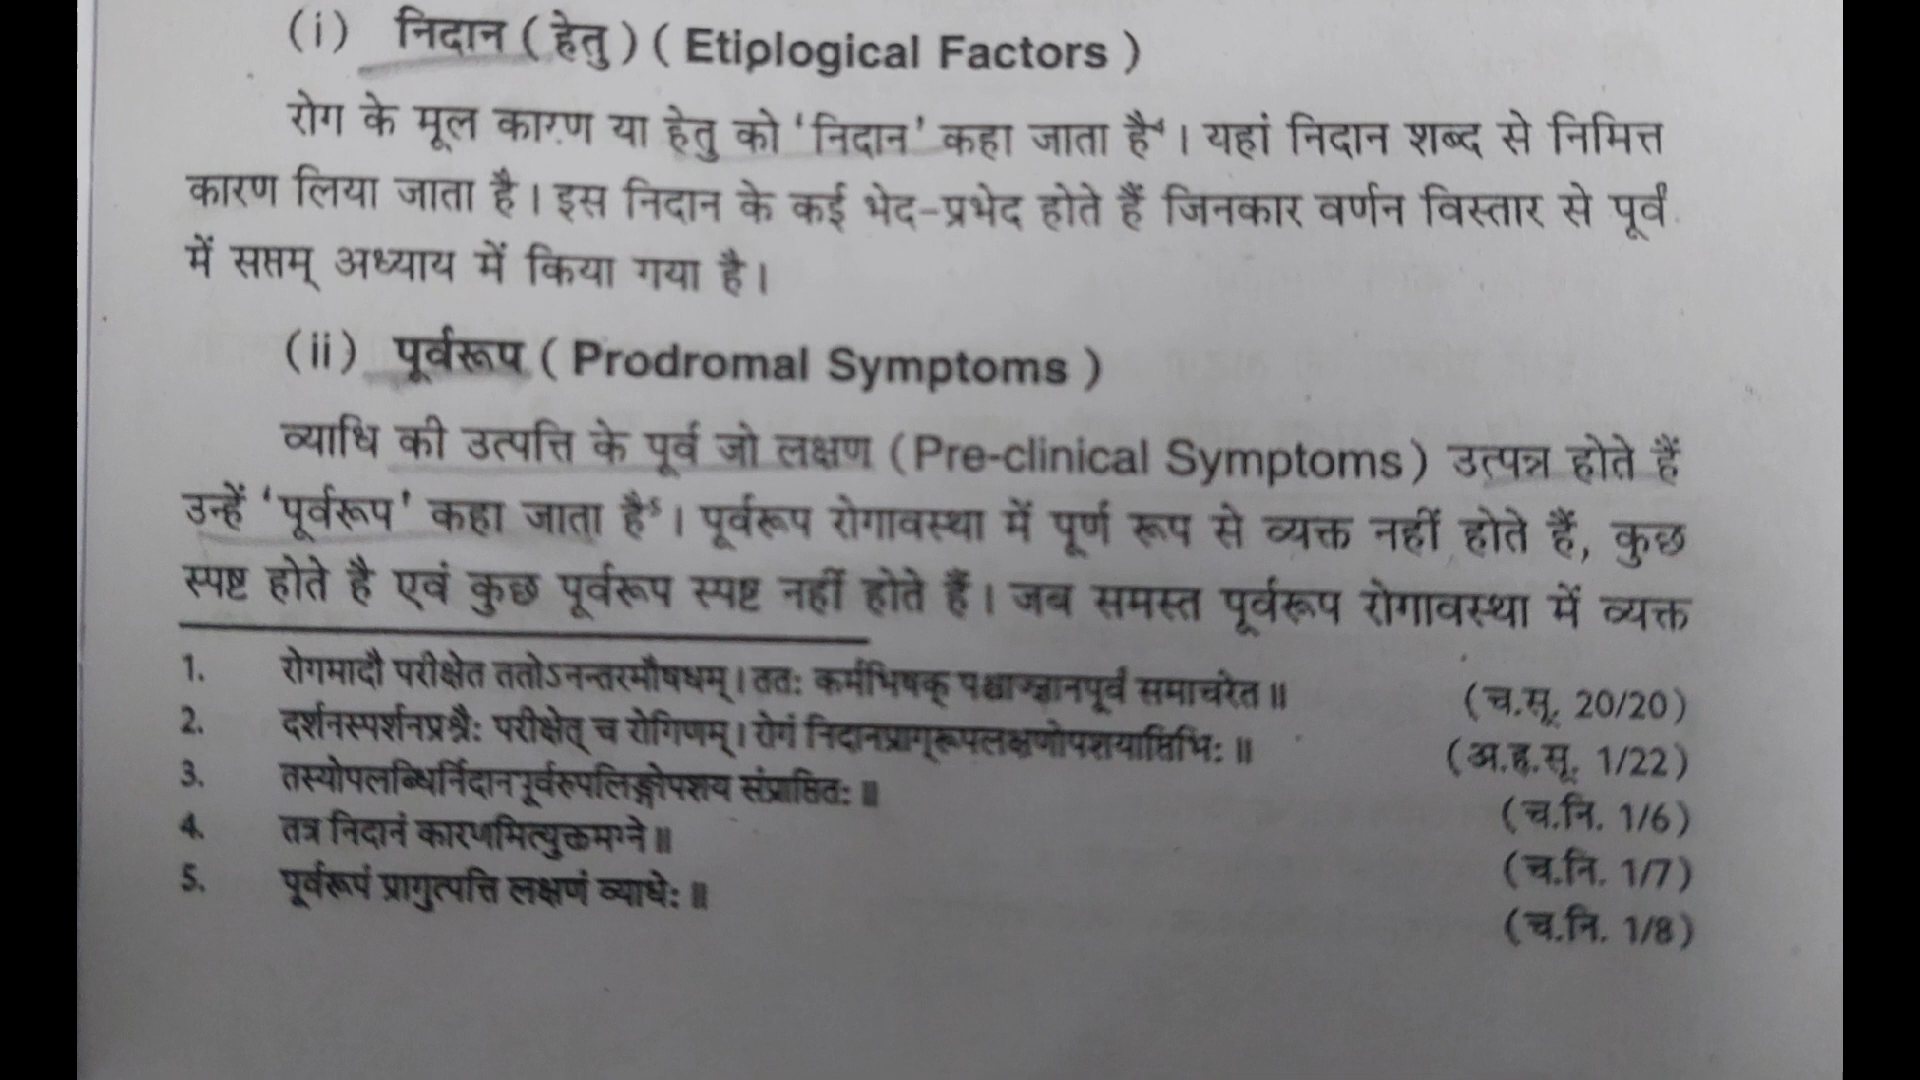 (i) निदान ( हेतु ) ( Etiplogical Factors )
रोग के मूल कारण या हेतु को 'निदान' कहा जाता है⁴ । यहां निदान शब्द से निमित्त
कारण लिया जाता है । इस निदान के कई भेद-प्रभेद होते हैं जिनकार वर्णन विस्तार से पूर्व
में सप्तम् अध्याय में किया गया है ।
(ii) पूर्वरूप ( Prodromal Symptoms )
व्याधि की उत्पत्ति के पूर्व जो लक्षण (Pre-clinical Symptoms) उत्पन्न होते हैं
उन्हें 'पूर्वरूप' कहा जाता है⁵ । पूर्वरूप रोगावस्था में पूर्ण रूप से व्यक्त नहीं होते हैं, कुछ
स्पष्ट होते है एवं कुछ पूर्वरूप स्पष्ट नहीं होते हैं । जब समस्त पूर्वरूप रोगावस्था में व्यक्त
1. रोगमादौ परीक्षेत ततोऽनन्तरमौषधम् । ततः कर्मभिषक् पश्चाज्ज्ञानपूर्वं समाचरेत ॥ (च.सू. 20/20)
2. दर्शनस्पर्शनप्रश्नैः परीक्षेत् च रोगिणम् । रोगं निदानप्राग्रूपलक्षणोपशयाप्तिभिः ॥ (अ.ह.सू. 1/22)
3. तस्योपलब्धिर्निदानपूर्वरुपलिङ्गोपशय संप्राप्तितः ॥ (च.नि. 1/6)
4. तत्र निदानं कारणमित्युक्तमग्ने ॥ (च.नि. 1/7)
5. पूर्वरूपं प्रागुत्पत्ति लक्षणं व्याधेः ॥ (च.नि. 1/8)